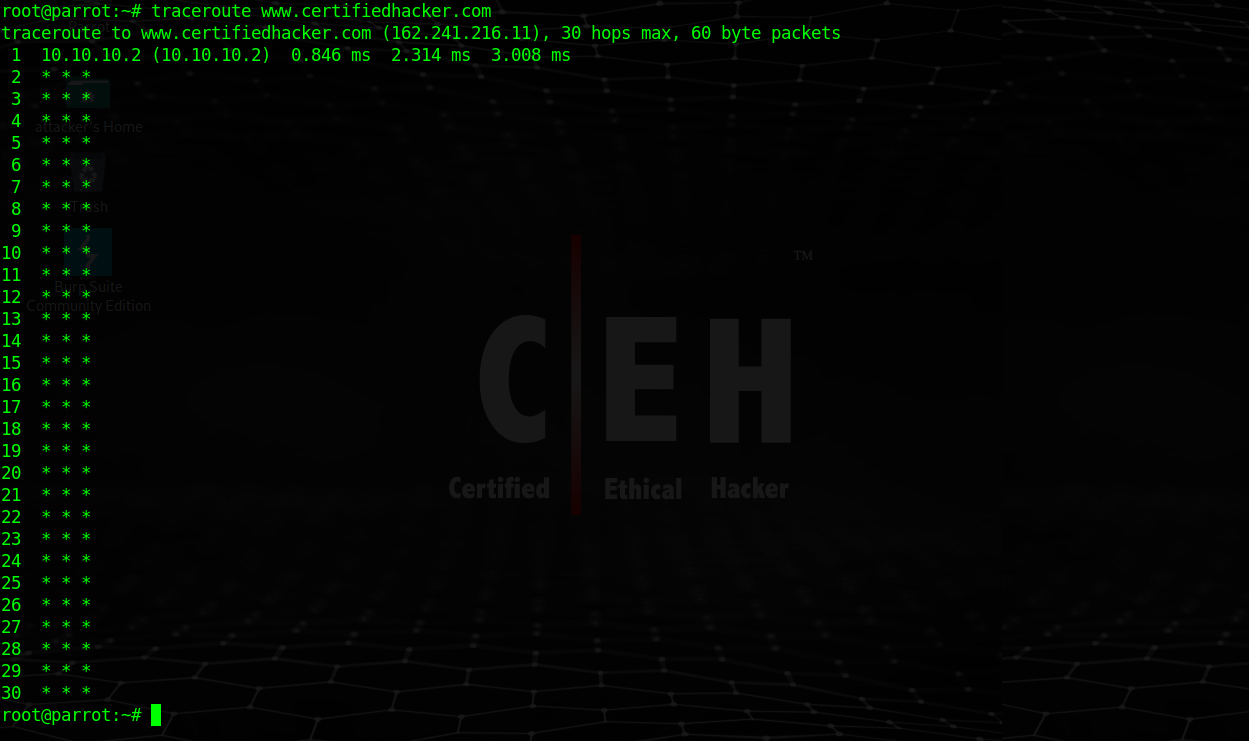 root@parrot:~# traceroute www.certifiedhacker.com
traceroute to www.certifiedhacker.com (162.241.216.11), 30 hops max, 60 byte packets
 1  10.10.10.2 (10.10.10.2)  0.846 ms  2.314 ms  3.008 ms
 2  * * *
 3  * * *
 4  * * *
attacker's Home
 5  * * *
 6  * * *
 7  * * *
 8  * * *
Trash
 9  * * *
10  * * *
11  * * *
Burp Suite
12  * * *
Community Edition
13  * * *
14  * * *
15  * * *
16  * * *
17  * * *
18  * * *
19  * * *
20  * * *
21  * * *
22  * * *
23  * * *
24  * * *
25  * * *
26  * * *
27  * * *
28  * * *
29  * * *
30  * * *
root@parrot:~#
TM
C EH
Certified Ethical Hacker